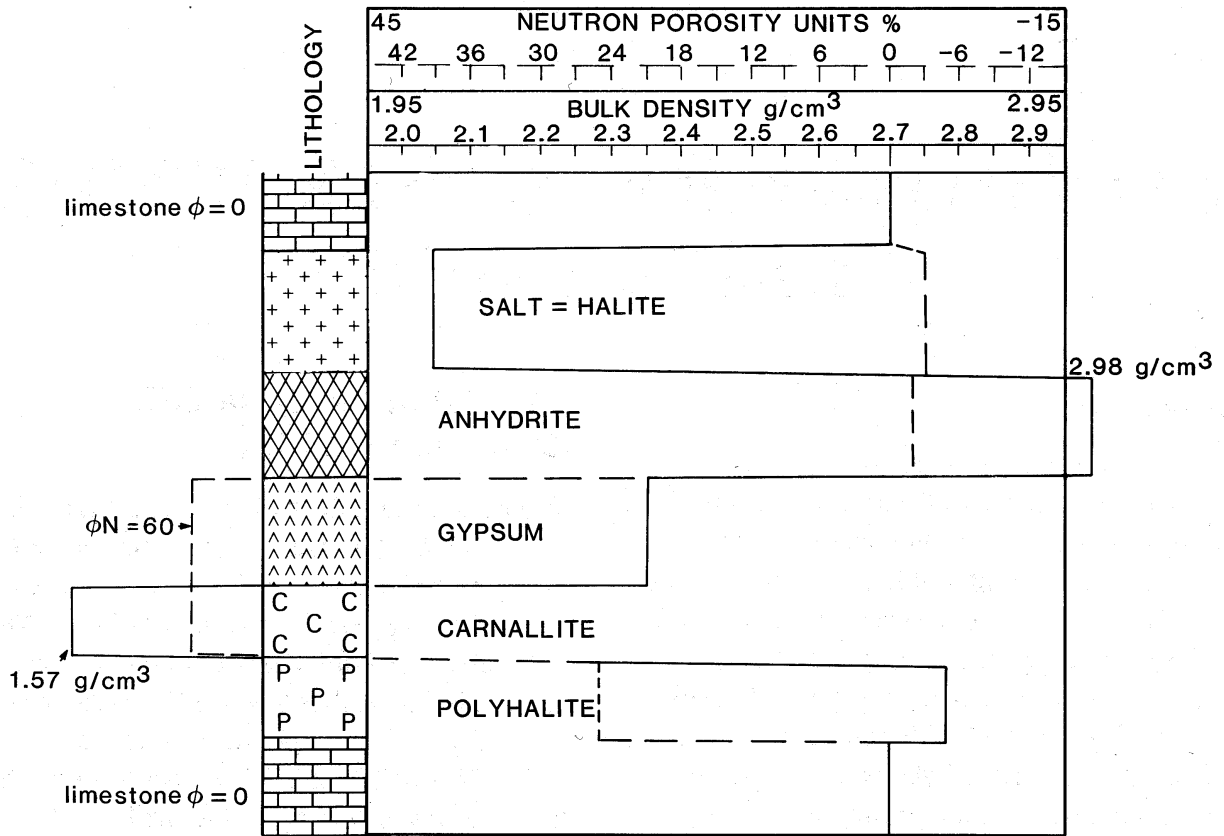 LITHOLOGY
45 NEUTRON POROSITY UNITS % -15
42 36 30 24 18 12 6 0 -6 -12
1.95 BULK DENSITY g/cm³ 2.95
2.0 2.1 2.2 2.3 2.4 2.5 2.6 2.7 2.8 2.9
limestone ϕ = 0
+ + +
+ +
+ + +
+ +
+ + +
+ +
+ + +
+ +
+ + +
SALT = HALITE
2.98 g/cm³
ANHYDRITE
ϕN = 60
GYPSUM
C C
C
C C
CARNALLITE
1.57 g/cm³
P P
P
P P
POLYHALITE
limestone ϕ = 0